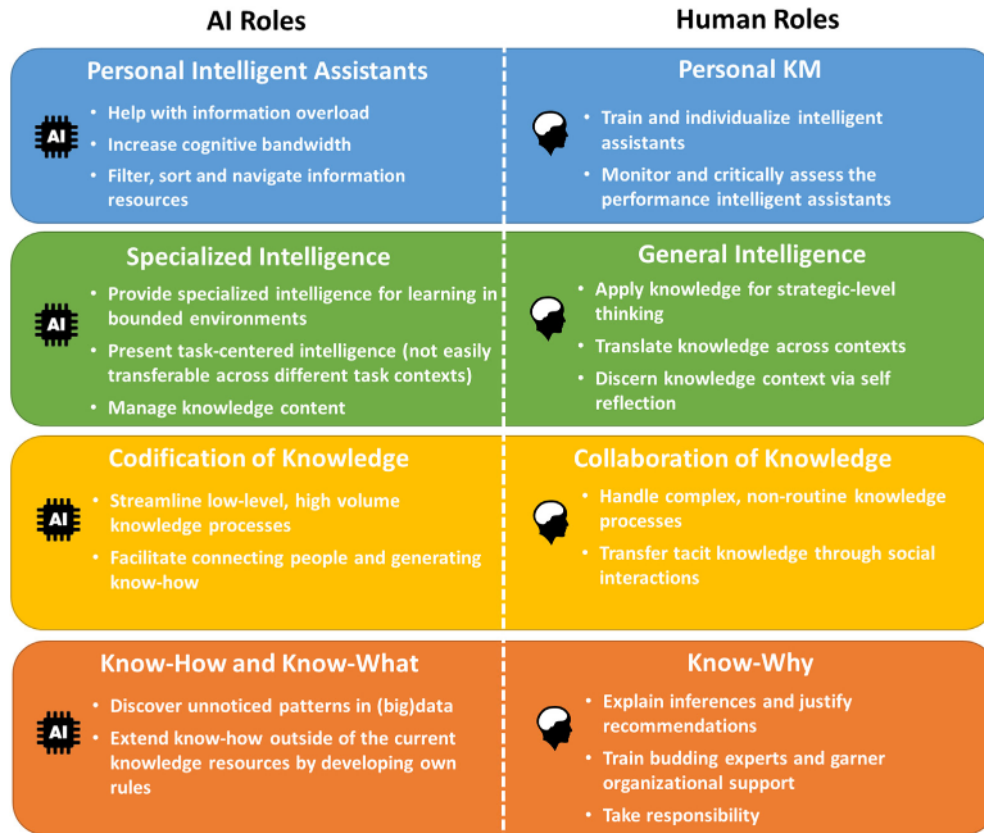 AI Roles
Human Roles
Personal Intelligent Assistants
AI
• Help with information overload
• Increase cognitive bandwidth
• Filter, sort and navigate information
resources
Personal KM
• Train and individualize intelligent
assistants
• Monitor and critically assess the
performance intelligent assistants
Specialized Intelligence
AI
• Provide specialized intelligence for learning in
bounded environments
• Present task-centered intelligence (not easily
transferable across different task contexts)
• Manage knowledge content
General Intelligence
• Apply knowledge for strategic-level
thinking
• Translate knowledge across contexts
• Discern knowledge context via self
reflection
Codification of Knowledge
AI
• Streamline low-level, high volume
knowledge processes
• Facilitate connecting people and generating
know-how
Collaboration of Knowledge
• Handle complex, non-routine knowledge
processes
• Transfer tacit knowledge through social
interactions
Know-How and Know-What
AI
• Discover unnoticed patterns in (big)data
• Extend know-how outside of the current
knowledge resources by developing own
rules
Know-Why
• Explain inferences and justify
recommendations
• Train budding experts and garner
organizational support
• Take responsibility